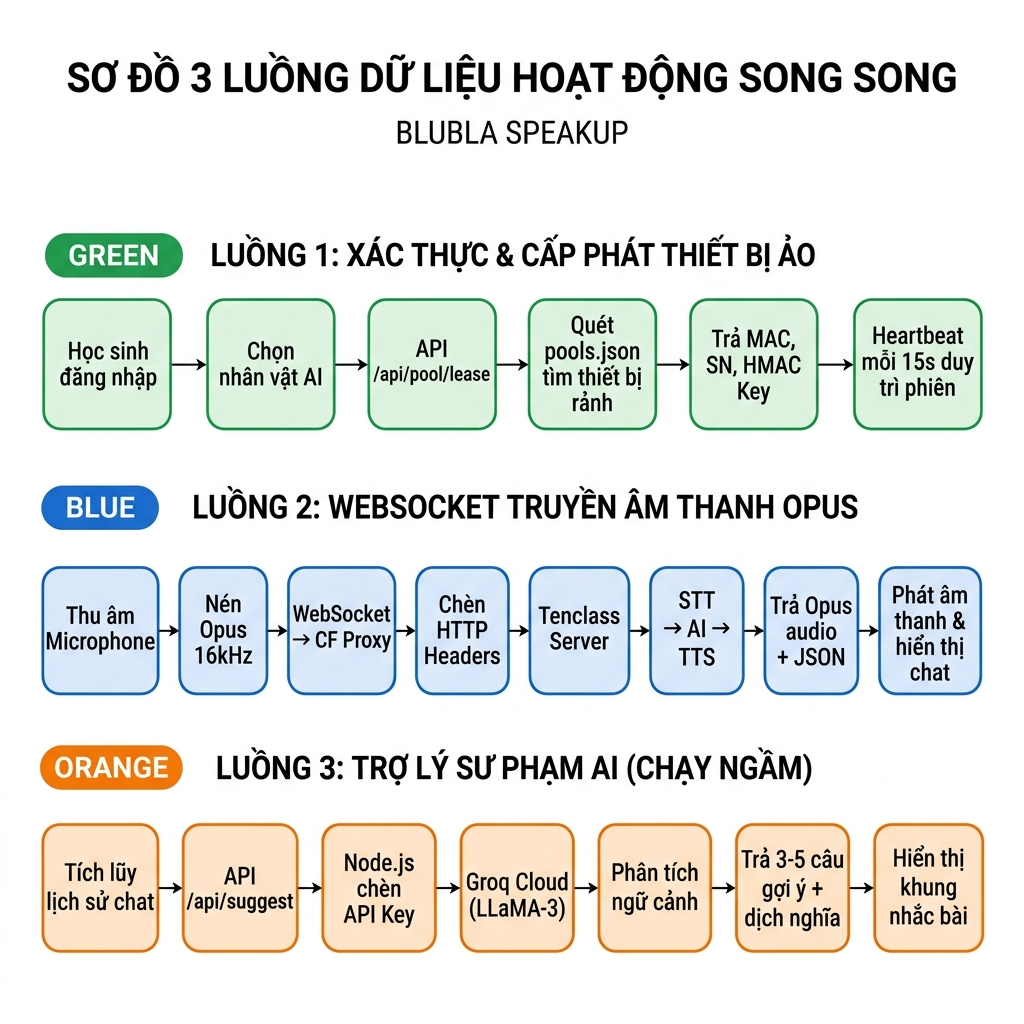 SƠ ĐỒ 3 LUỒNG DỮ LIỆU HOẠT ĐỘNG SONG SONG
BLUBLA SPEAKUP
GREEN
LUỒNG 1: XÁC THỰC & CẤP PHÁT THIẾT BỊ ẢO
Học sinh
đăng nhập
Chọn
nhân vật AI
API
/api/pool/lease
Quét
pools.json
tìm thiết bị
rảnh
Trả MAC,
SN, HMAC
Key
Heartbeat
mỗi 15s duy
trì phiên
BLUE
LUỒNG 2: WEBSOCKET TRUYỀN ÂM THANH OPUS
Thu âm
Microphone
Nén
Opus
16kHz
WebSocket
→ CF Proxy
Chèn
HTTP
Headers
Tenclass
Server
STT
→ AI →
TTS
Trả Opus
audio
+ JSON
Phát âm
thanh &
hiển thị
chat
ORANGE
LUỒNG 3: TRỢ LÝ SƯ PHẠM AI (CHẠY NGẦM)
Tích lũy
lịch sử chat
API
/api/suggest
Node.js
chèn
API Key
Groq Cloud
(LLaMA-3)
Phân tích
ngữ cảnh
Trả 3-5 câu
gợi ý +
dịch nghĩa
Hiển thị
khung
nhắc bài